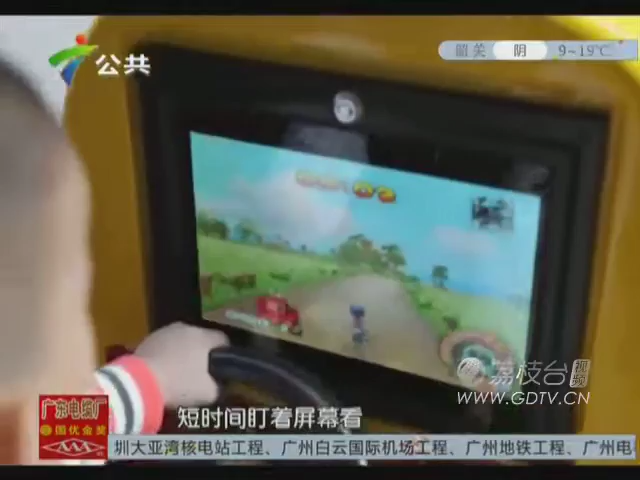 公共
韶关 阴 9~19℃
荔枝台 视频
WWW.GDTV.CN
广东电缆厂
国优金奖
短时间盯着屏幕看
圳大亚湾核电站工程、广州白云国际机场工程、广州地铁工程、广州电